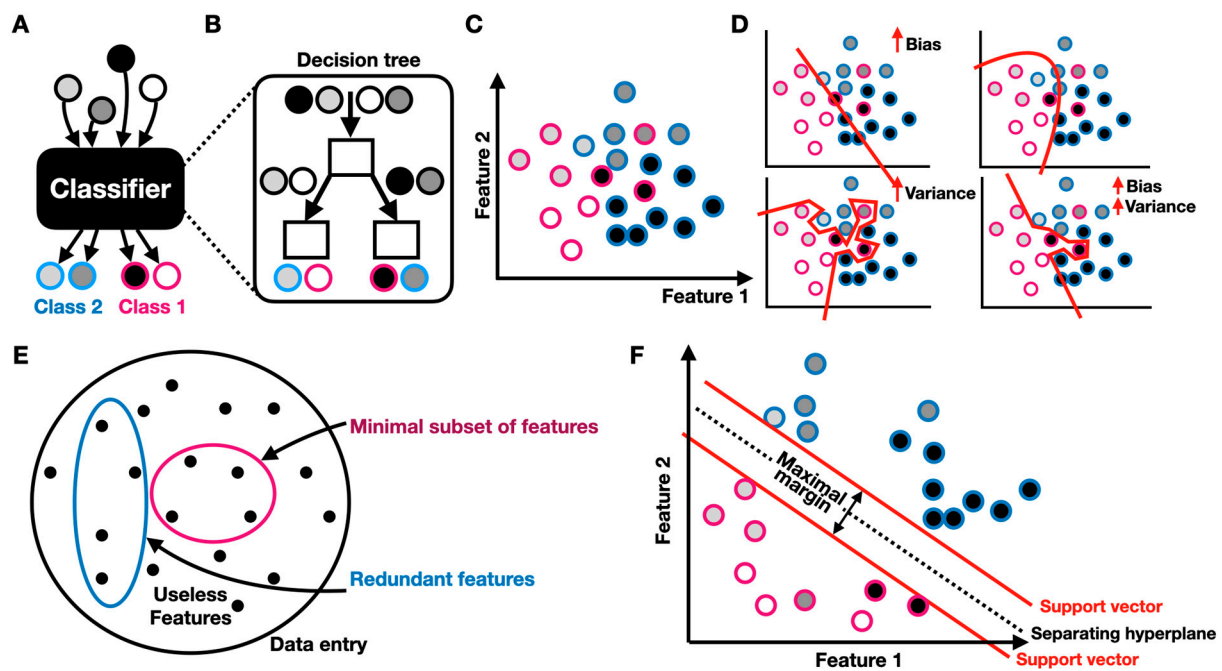 A
B
C
D
Decision tree
Classifier
Class 2
Class 1
Feature 2
Feature 1
Bias
Variance
Bias
Variance
E
Minimal subset of features
Redundant features
Useless
Features
Data entry
F
Feature 2
Maximal
margin
Support vector
Separating hyperplane
Feature 1
Support vector